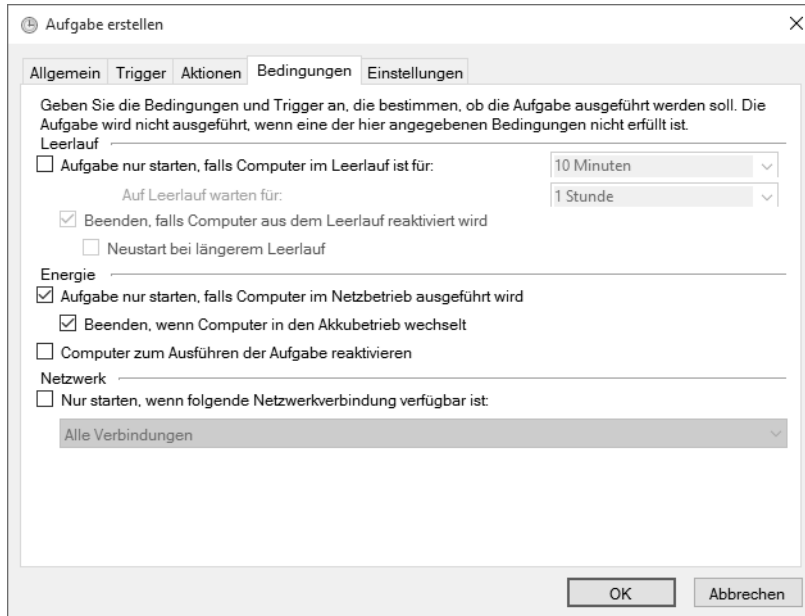 Aufgabe erstellen
Allgemein Trigger Aktionen Bedingungen Einstellungen
Geben Sie die Bedingungen und Trigger an, die bestimmen, ob die Aufgabe ausgeführt werden soll. Die
Aufgabe wird nicht ausgeführt, wenn eine der hier angegebenen Bedingungen nicht erfüllt ist.
Leerlauf
Aufgabe nur starten, falls Computer im Leerlauf ist für: 10 Minuten
Auf Leerlauf warten für: 1 Stunde
Beenden, falls Computer aus dem Leerlauf reaktiviert wird
Neustart bei längerem Leerlauf
Energie
Aufgabe nur starten, falls Computer im Netzbetrieb ausgeführt wird
Beenden, wenn Computer in den Akkubetrieb wechselt
Computer zum Ausführen der Aufgabe reaktivieren
Netzwerk
Nur starten, wenn folgende Netzwerkverbindung verfügbar ist:
Alle Verbindungen
OK Abbrechen